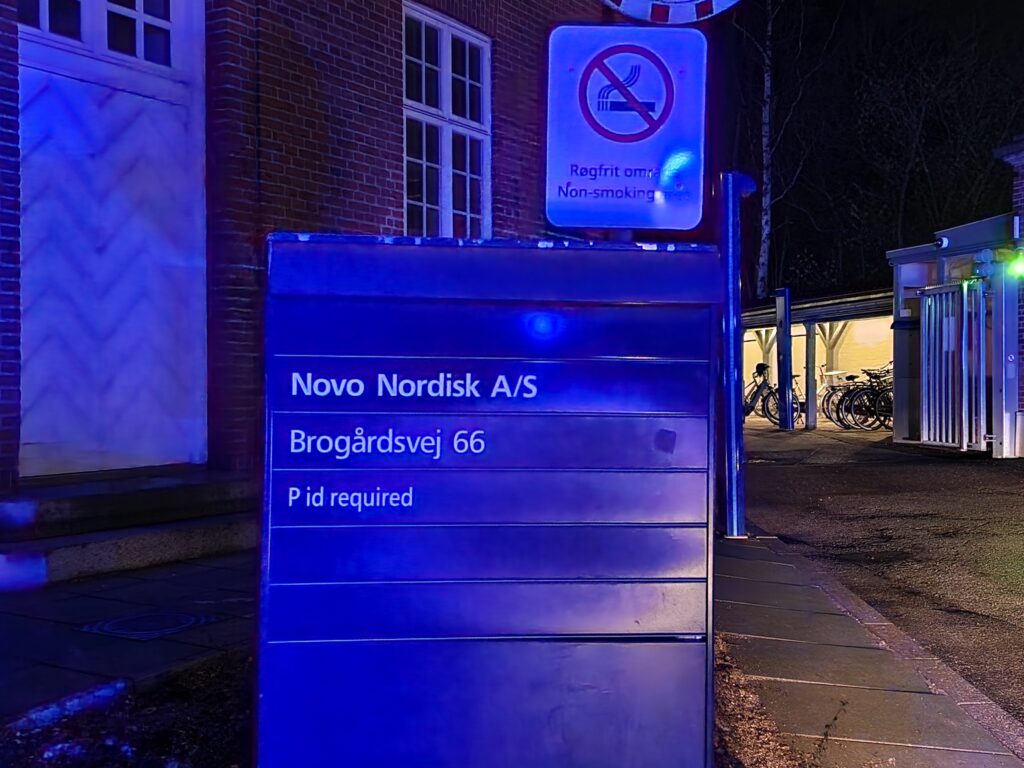 Røgfrit
Non-smoking
Novo Nordisk A/S
Brogårdsvej 66
P id required